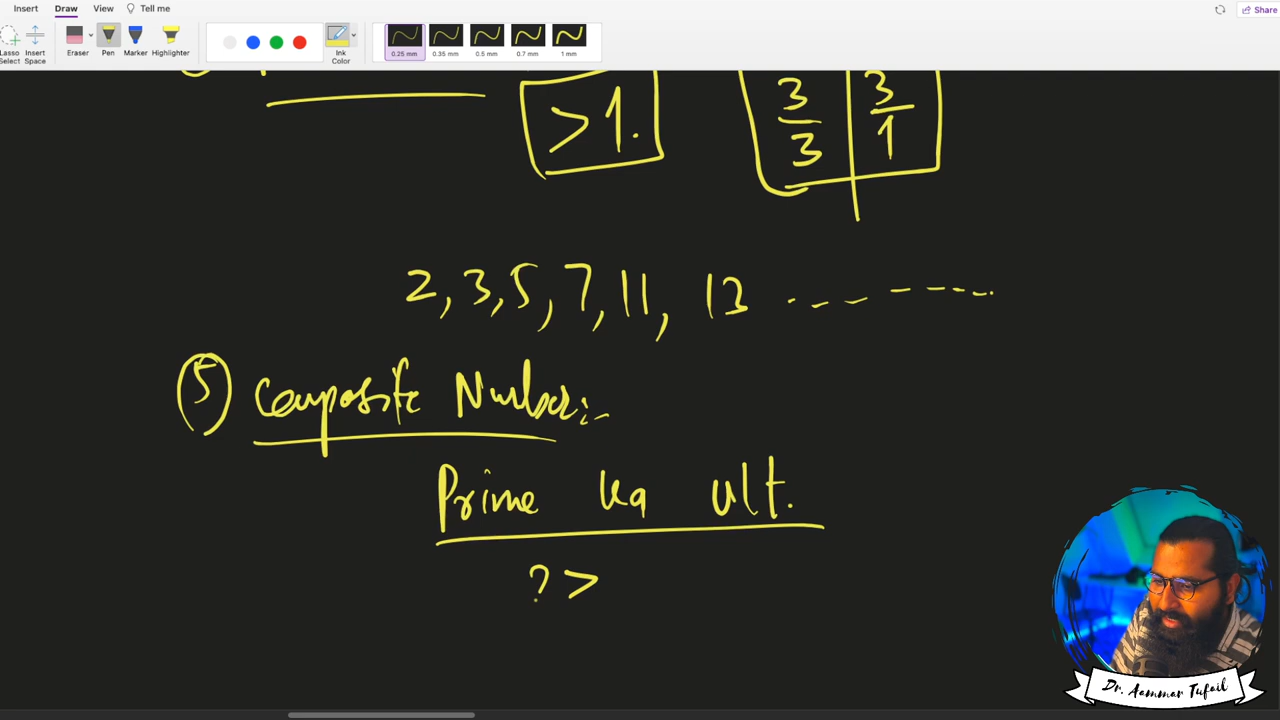 Insert Draw View Tell me
Share
Lasso Select
Insert Space
Eraser
Pen
Marker
Highlighter
Ink Color
0.25 mm
0.35 mm
0.5 mm
0.7 mm
1 mm
>1.
3/3
3/1
2, 3, 5, 7, 11, 13 ... --- ----..
5 Composite Number:-
Prime ka ult.
? >
Dr. Aammar Tufail